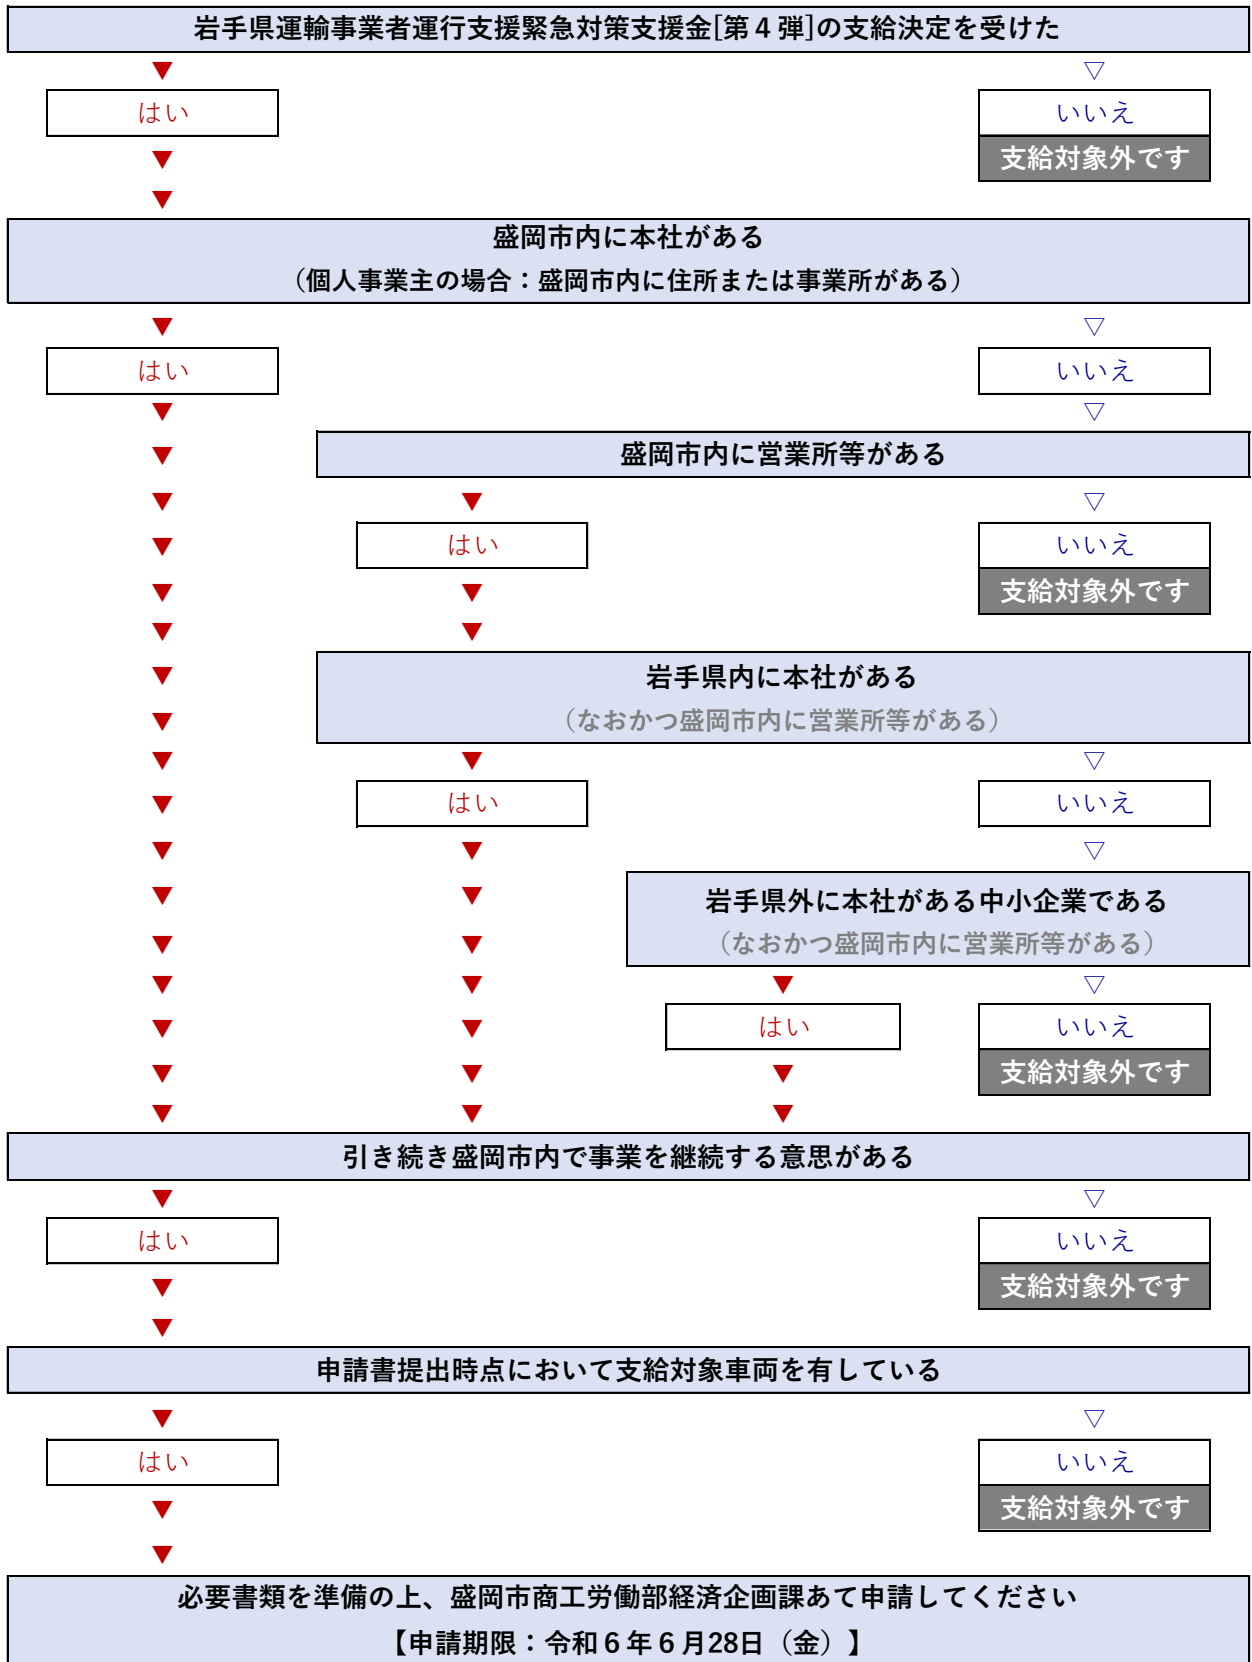 岩手県運輸事業者運行支援緊急対策支援金[第４弾]の支給決定を受けた
▼ ▽
はい いいえ
▼ 支給対象外です
▼
盛岡市内に本社がある
（個人事業主の場合：盛岡市内に住所または事業所がある）
▼ ▽
はい いいえ
▼ ▽
▼ 盛岡市内に営業所等がある
▼ ▼ ▽
▼ はい いいえ
▼ ▼ 支給対象外です
▼ ▼
▼ 岩手県内に本社がある
▼ （なおかつ盛岡市内に営業所等がある）
▼ ▼ ▽
▼ はい いいえ
▼ ▼ ▽
▼ ▼ 岩手県外に本社がある中小企業である
▼ ▼ （なおかつ盛岡市内に営業所等がある）
▼ ▼ ▼ ▽
▼ ▼ はい いいえ
▼ ▼ ▼ 支給対象外です
▼ ▼ ▼
引き続き盛岡市内で事業を継続する意思がある
▼ ▽
はい いいえ
▼ 支給対象外です
▼
申請書提出時点において支給対象車両を有している
▼ ▽
はい いいえ
▼ 支給対象外です
▼
必要書類を準備の上、盛岡市商工労働部経済企画課あて申請してください
【申請期限：令和６年６月28日（金）】